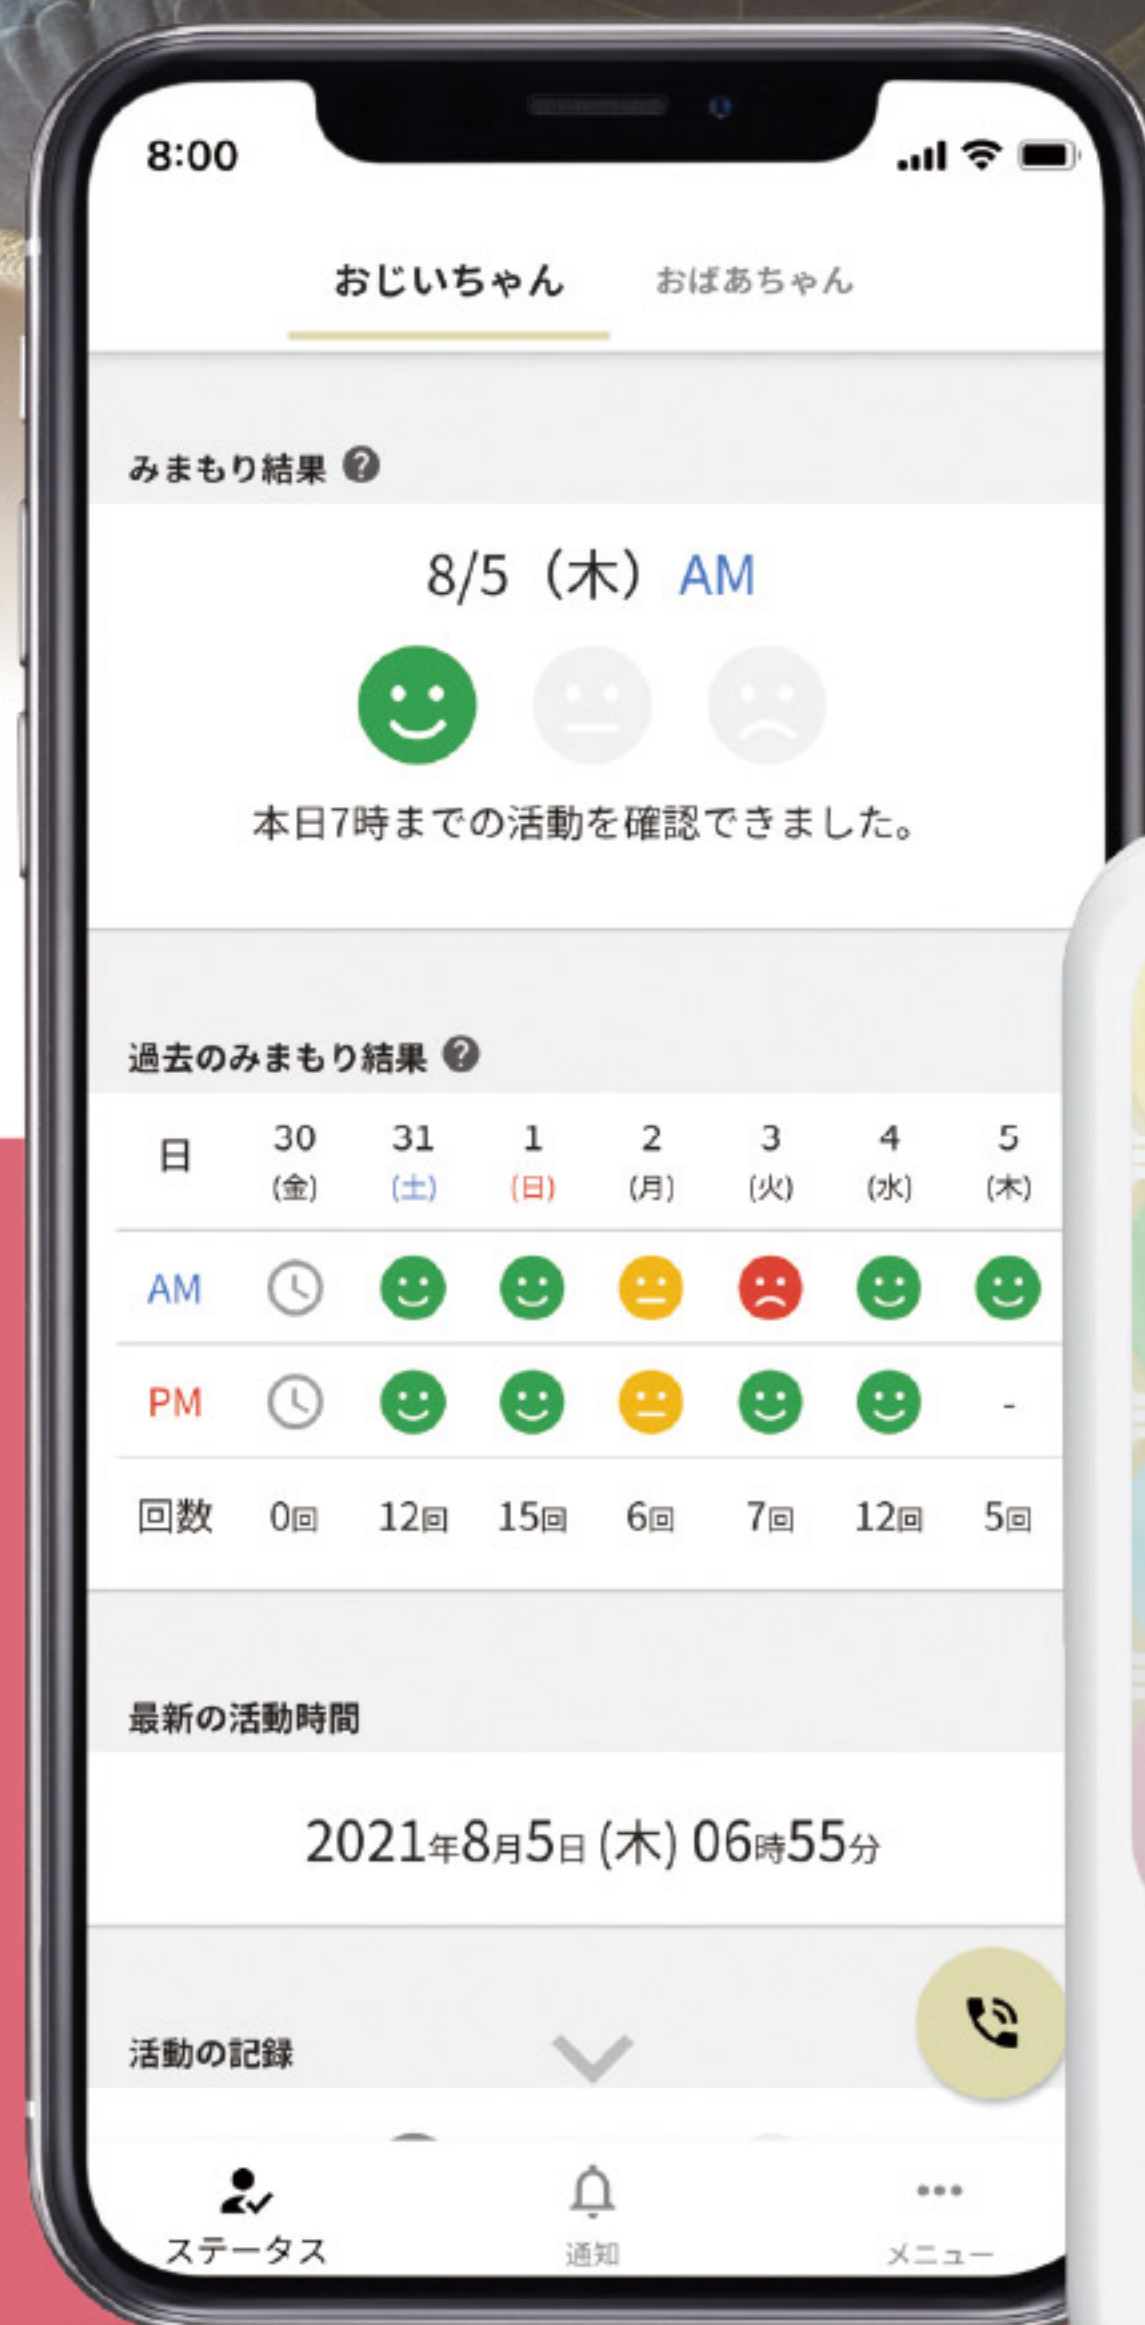 8:00
おじいちゃん おばあちゃん
みまもり結果 ?
8/5（木）AM
本日7時までの活動を確認できました。
過去のみまもり結果 ?
日 30 31 1 2 3 4 5
(金) (土) (日) (月) (火) (水) (木)
AM
PM -
回数 0回 12回 15回 6回 7回 12回 5回
最新の活動時間
2021年8月5日 (木) 06時55分
活動の記録
ステータス 通知 メニュー